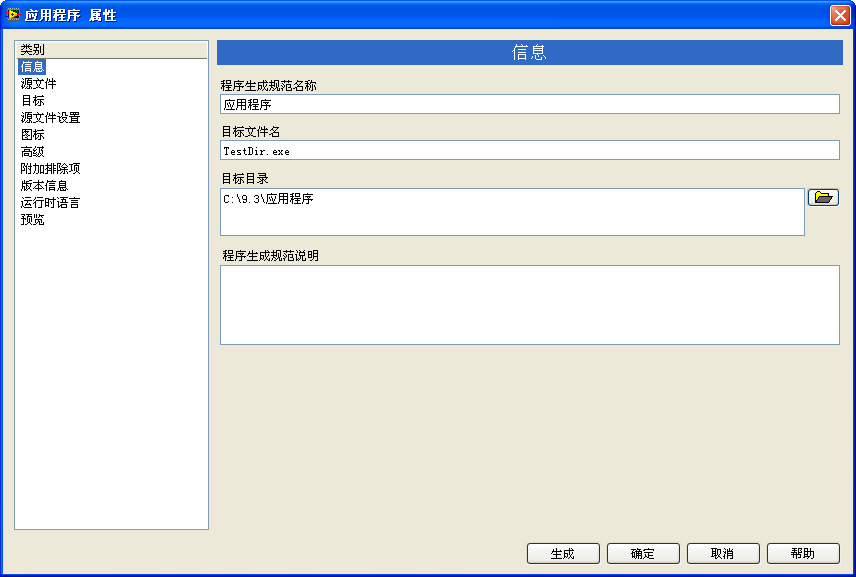 应用程序 属性
类别
信息
源文件
目标
源文件设置
图标
高级
附加排除项
版本信息
运行时语言
预览
信息
程序生成规范名称
应用程序
目标文件名
TestDir.exe
目标目录
C:\9.3\应用程序
程序生成规范说明
生成 确定 取消 帮助